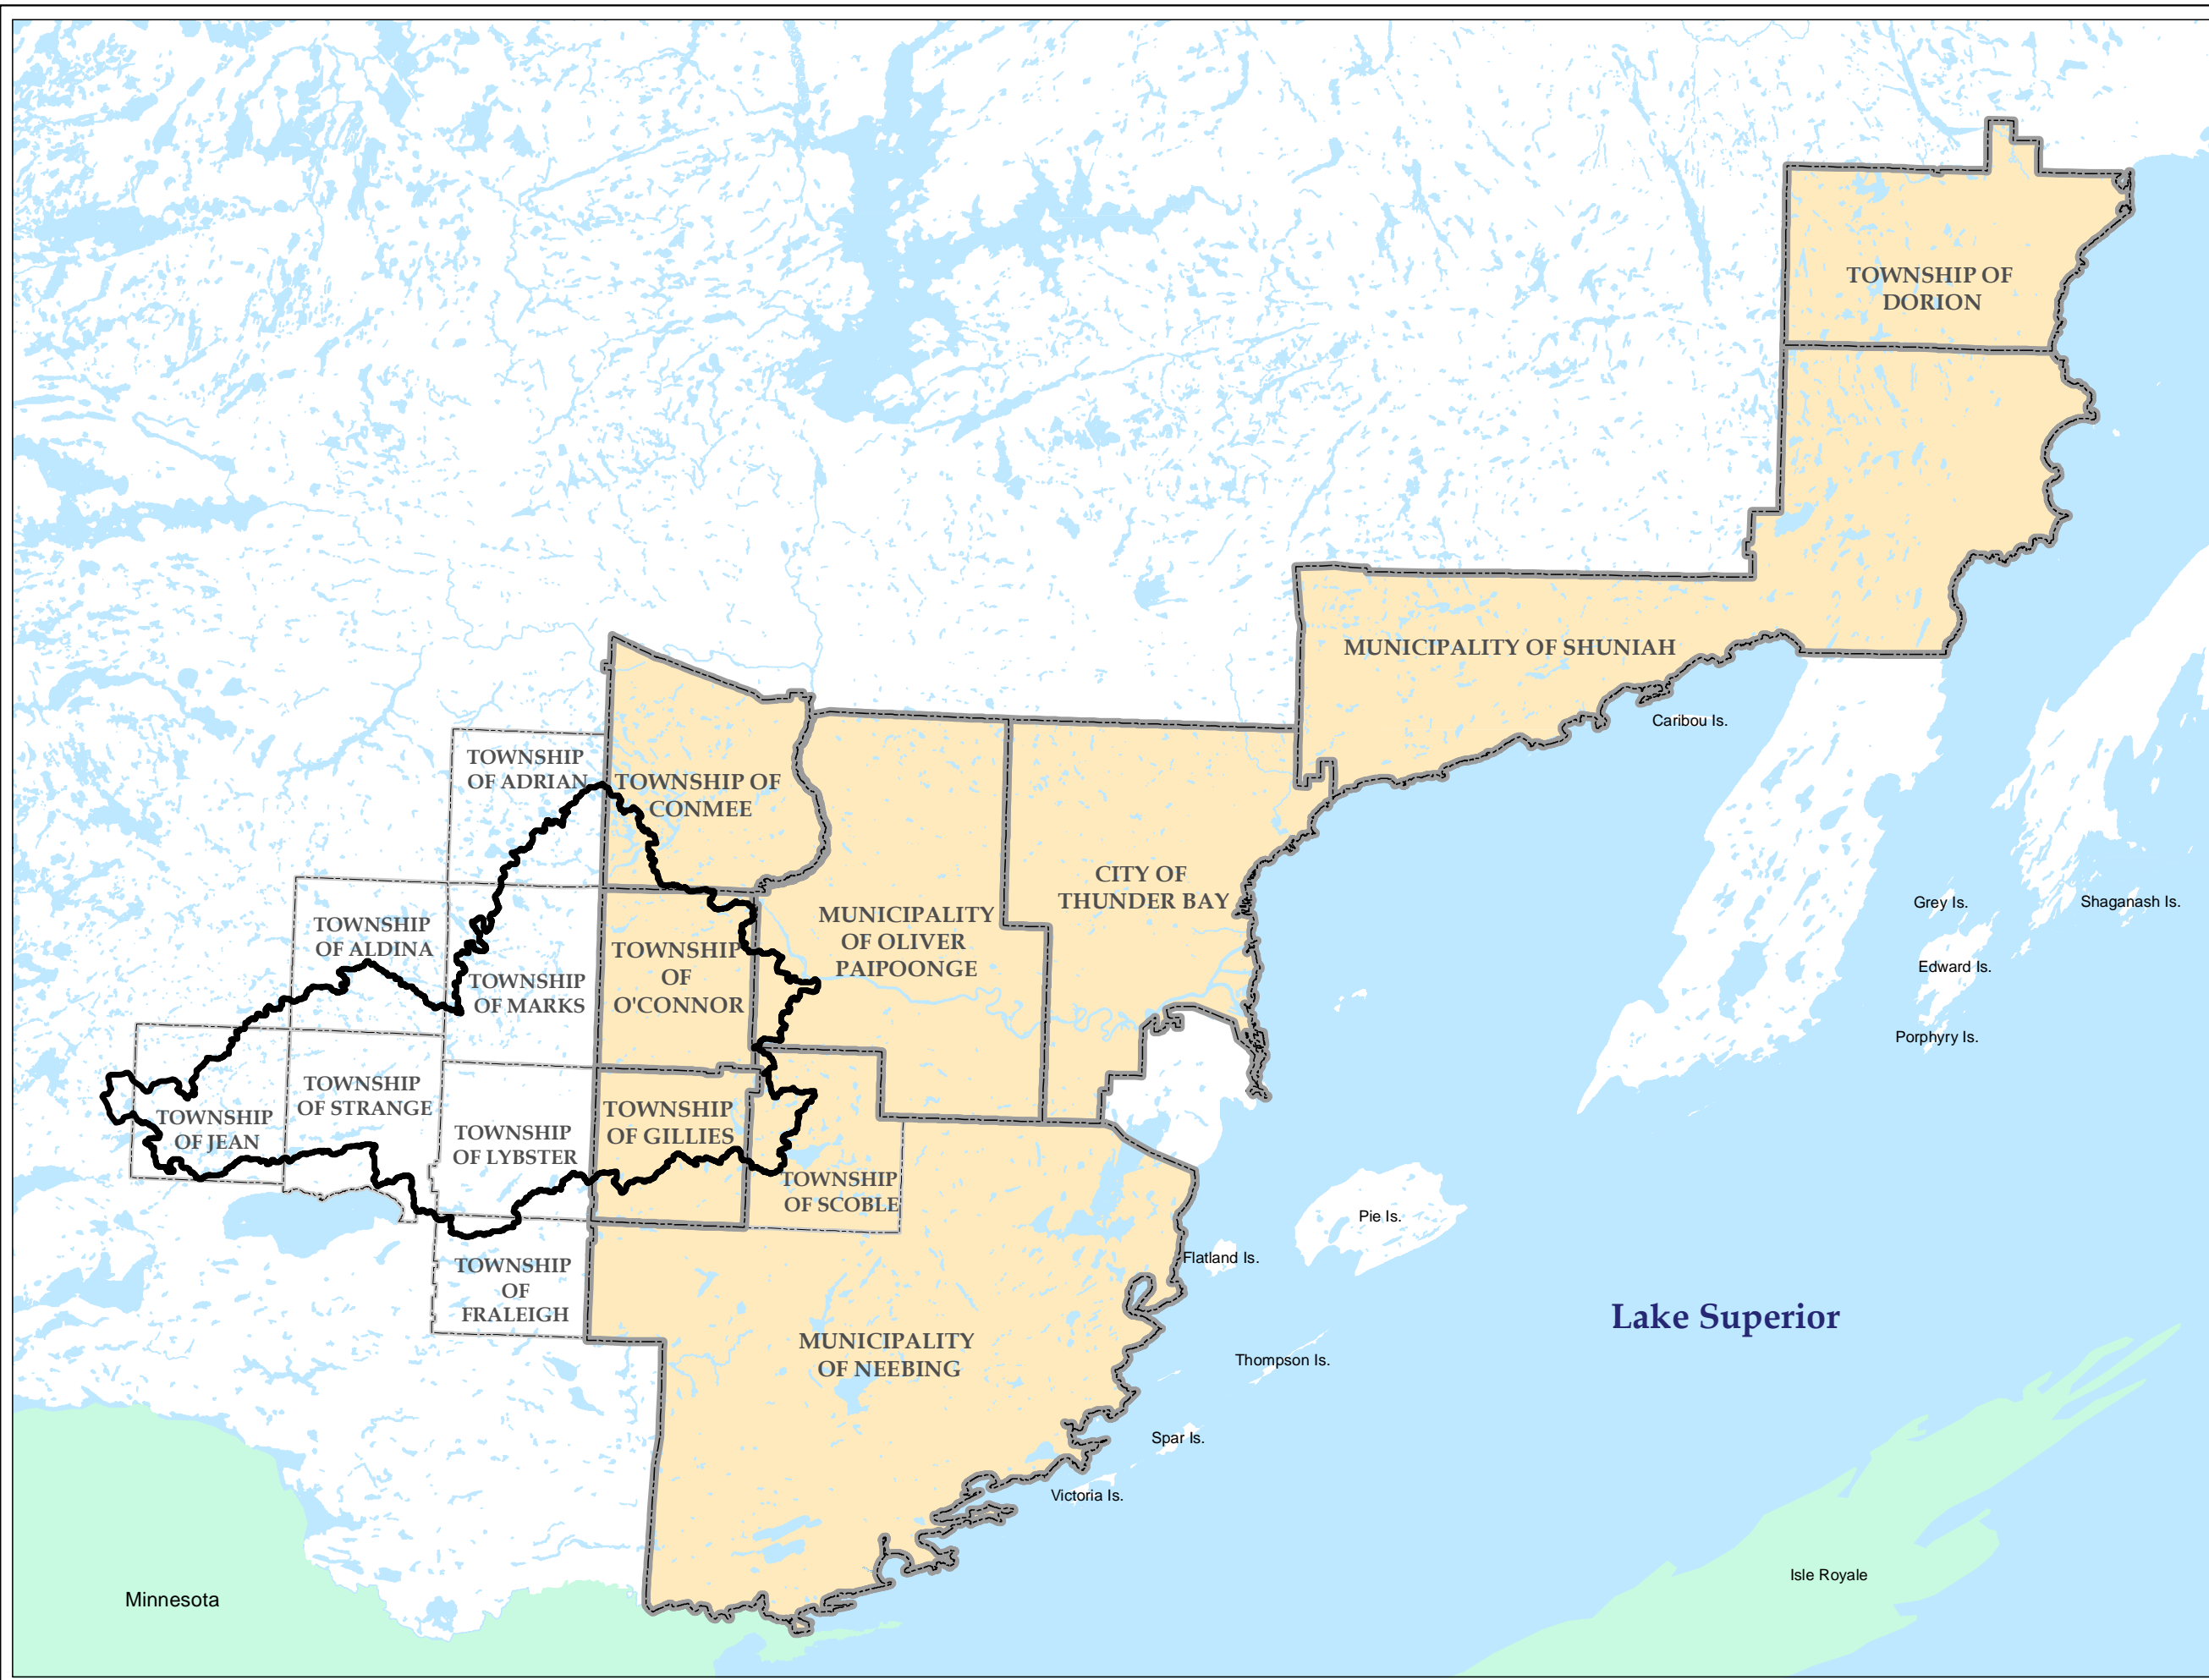 TOWNSHIP OF
DORION
MUNICIPALITY OF SHUNIAH
Caribou Is.
TOWNSHIP
OF ADRIAN
TOWNSHIP OF
CONMEE
CITY OF
THUNDER BAY
MUNICIPALITY
OF OLIVER
PAIPOONGE
TOWNSHIP
OF ALDINA
TOWNSHIP
OF MARKS
TOWNSHIP
OF
O'CONNOR
Grey Is.
Shaganash Is.
Edward Is.
Porphyry Is.
TOWNSHIP
OF JEAN
TOWNSHIP
OF STRANGE
TOWNSHIP
OF LYBSTER
TOWNSHIP
OF GILLIES
TOWNSHIP
OF SCOBLE
Pie Is.
Flatland Is.
TOWNSHIP
OF
FRALEIGH
MUNICIPALITY
OF NEEBING
Lake Superior
Thompson Is.
Spar Is.
Victoria Is.
Isle Royale
Minnesota